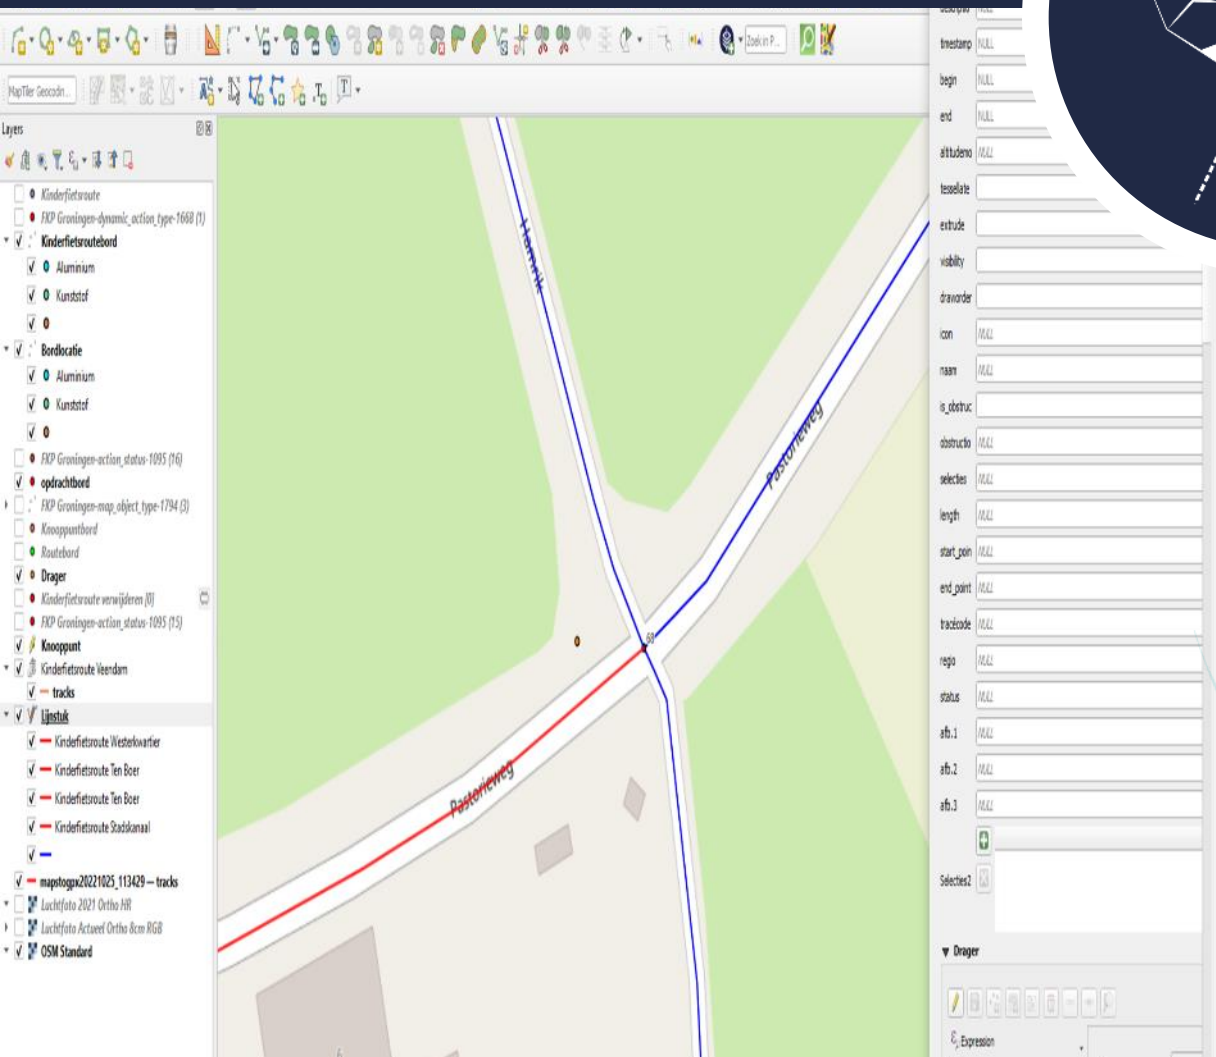 Zoek in P...
MapTiler Geocodin...
Layers
Kinderfietsroute
FKP Groningen-dynamic_action_type-1668 (1)
Kinderfietsroutebord
Aluminium
Kunststof
Bordlocatie
Aluminium
Kunststof
FKP Groningen-action_status-1095 (16)
opdrachtbord
FKP Groningen-map_object_type-1794 (3)
Knooppuntbord
Routebord
Drager
Kinderfietsroute verwijderen [0]
FKP Groningen-action_status-1095 (15)
Knooppunt
Kinderfietsroute Veendam
tracks
Lijnstuk
Kinderfietsroute Westerkwartier
Kinderfietsroute Ten Boer
Kinderfietsroute Ten Boer
Kinderfietsroute Stadskanaal
mapstogpx20221025_113429 — tracks
Luchtfoto 2021 Ortho HR
Luchtfoto Actueel Ortho 8cm RGB
OSM Standard
Hamrik
Pastorieweg
68
Pastorieweg
timestamp NULL
begin NULL
end NULL
altitudemo NULL
tessellate
extrude
visibility
draworder
icon NULL
naam NULL
is_obstruc
obstructio NULL
selecties NULL
length NULL
start_poin NULL
end_point NULL
tracécode NULL
regio NULL
status NULL
afb.1 NULL
afb.2 NULL
afb.3 NULL
Selecties2
Drager
Expression